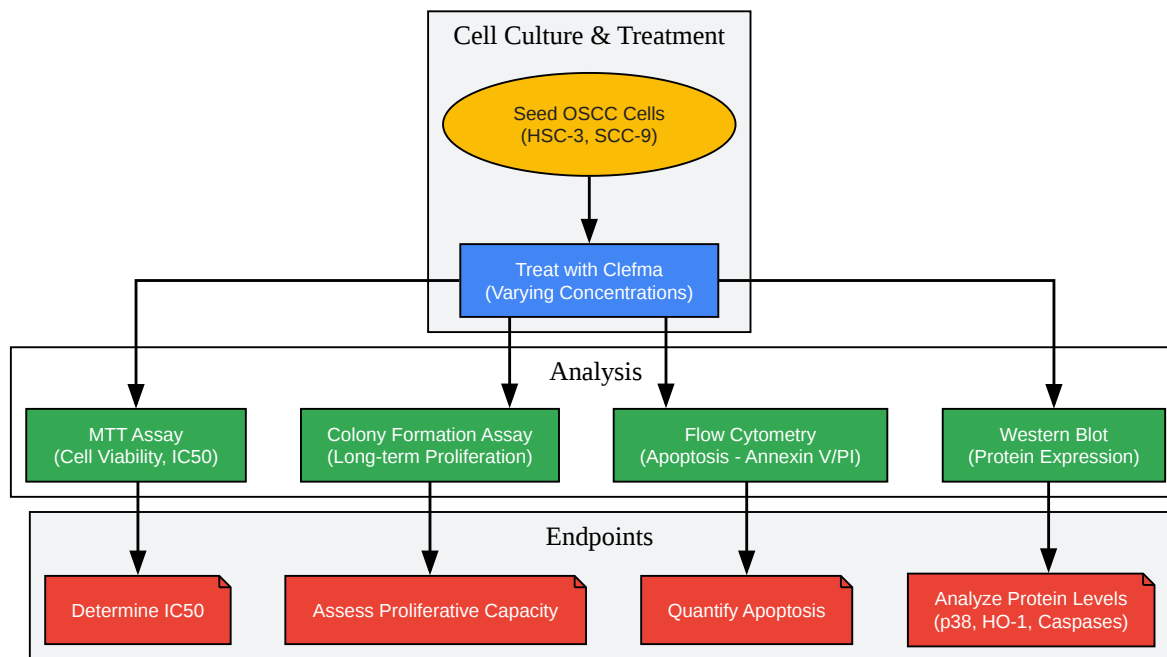 Cell Culture & Treatment
Seed OSCC Cells
(HSC-3, SCC-9)
Treat with Clefma
(Varying Concentrations)
Analysis
MTT Assay
(Cell Viability, IC50)
Colony Formation Assay
(Long-term Proliferation)
Flow Cytometry
(Apoptosis - Annexin V/PI)
Western Blot
(Protein Expression)
Endpoints
Determine IC50
Assess Proliferative Capacity
Quantify Apoptosis
Analyze Protein Levels
(p38, HO-1, Caspases)